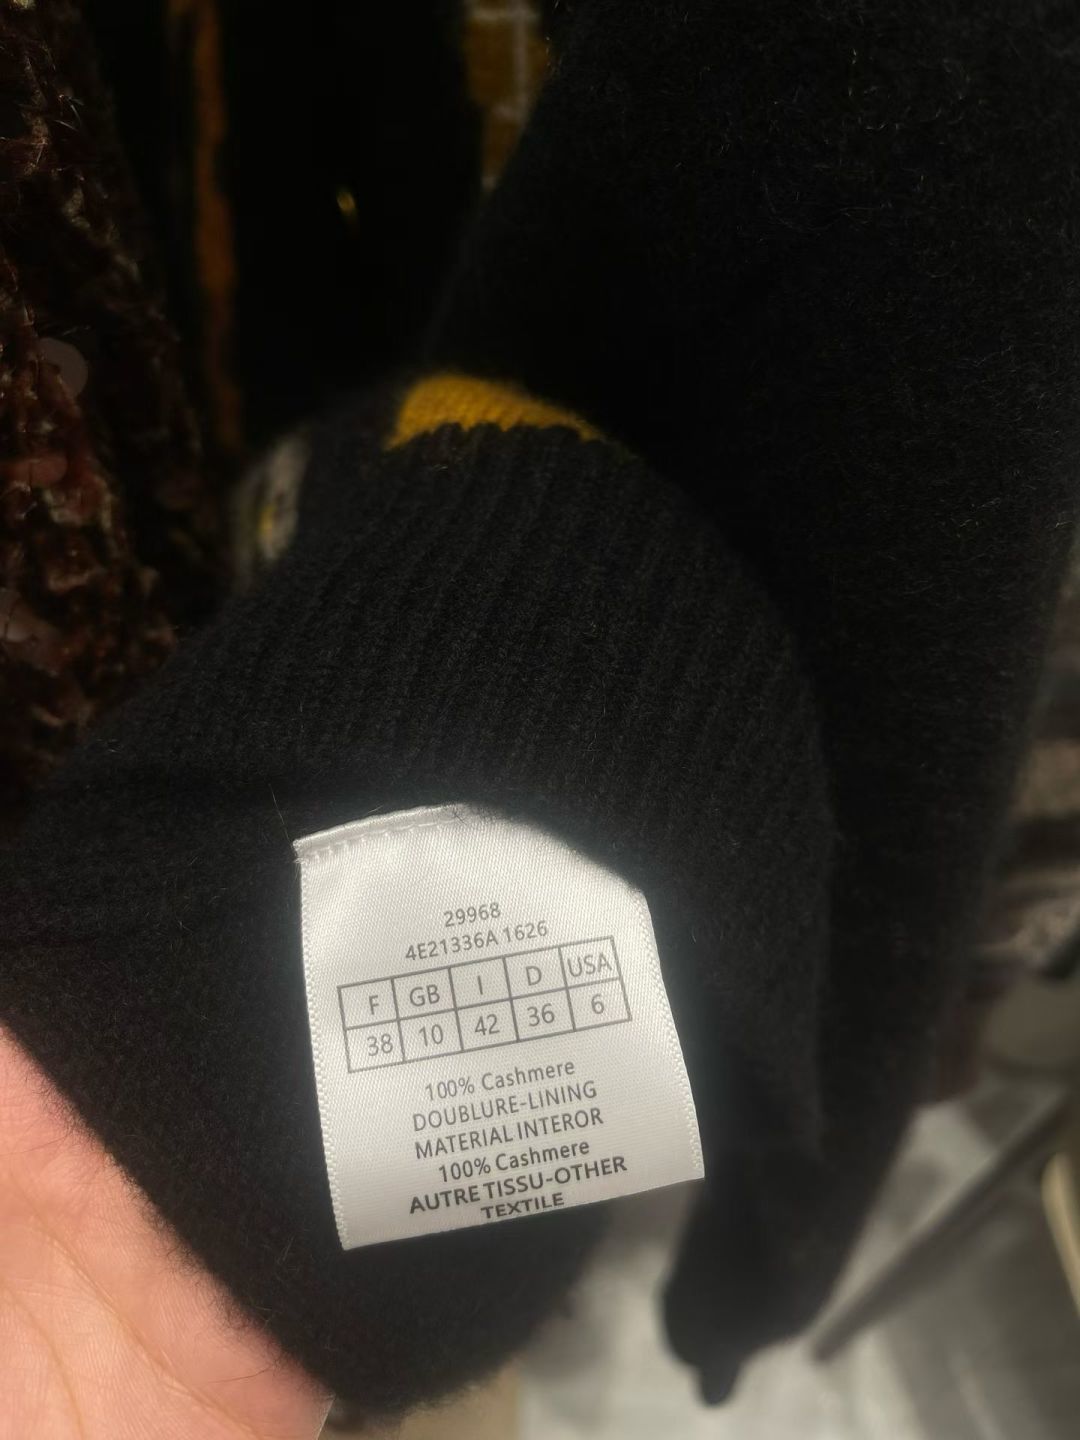 29968
4E21336A 1626
F GB I D USA
38 10 42 36 6
100% Cashmere
DOUBLURE-LINING
MATERIAL INTEROR
100% Cashmere
AUTRE TISSU-OTHER
TEXTILE